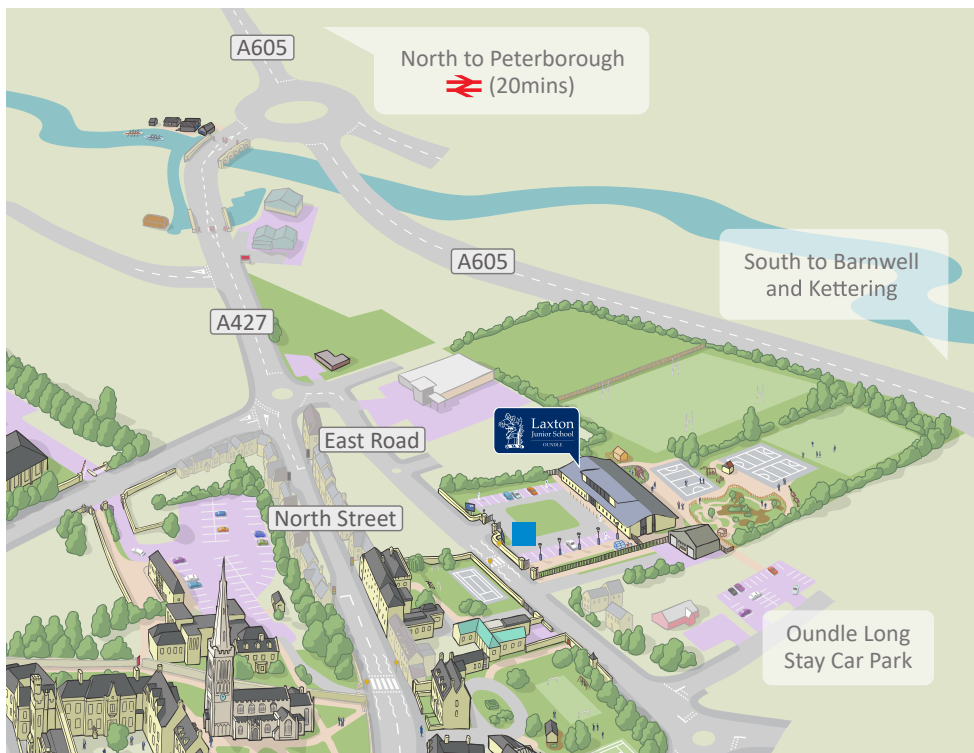 A605
North to Peterborough
(20mins)
A605
South to Barnwell
and Kettering
A427
Laxton
Junior School
OUNDLE
East Road
North Street
Oundle Long
Stay Car Park